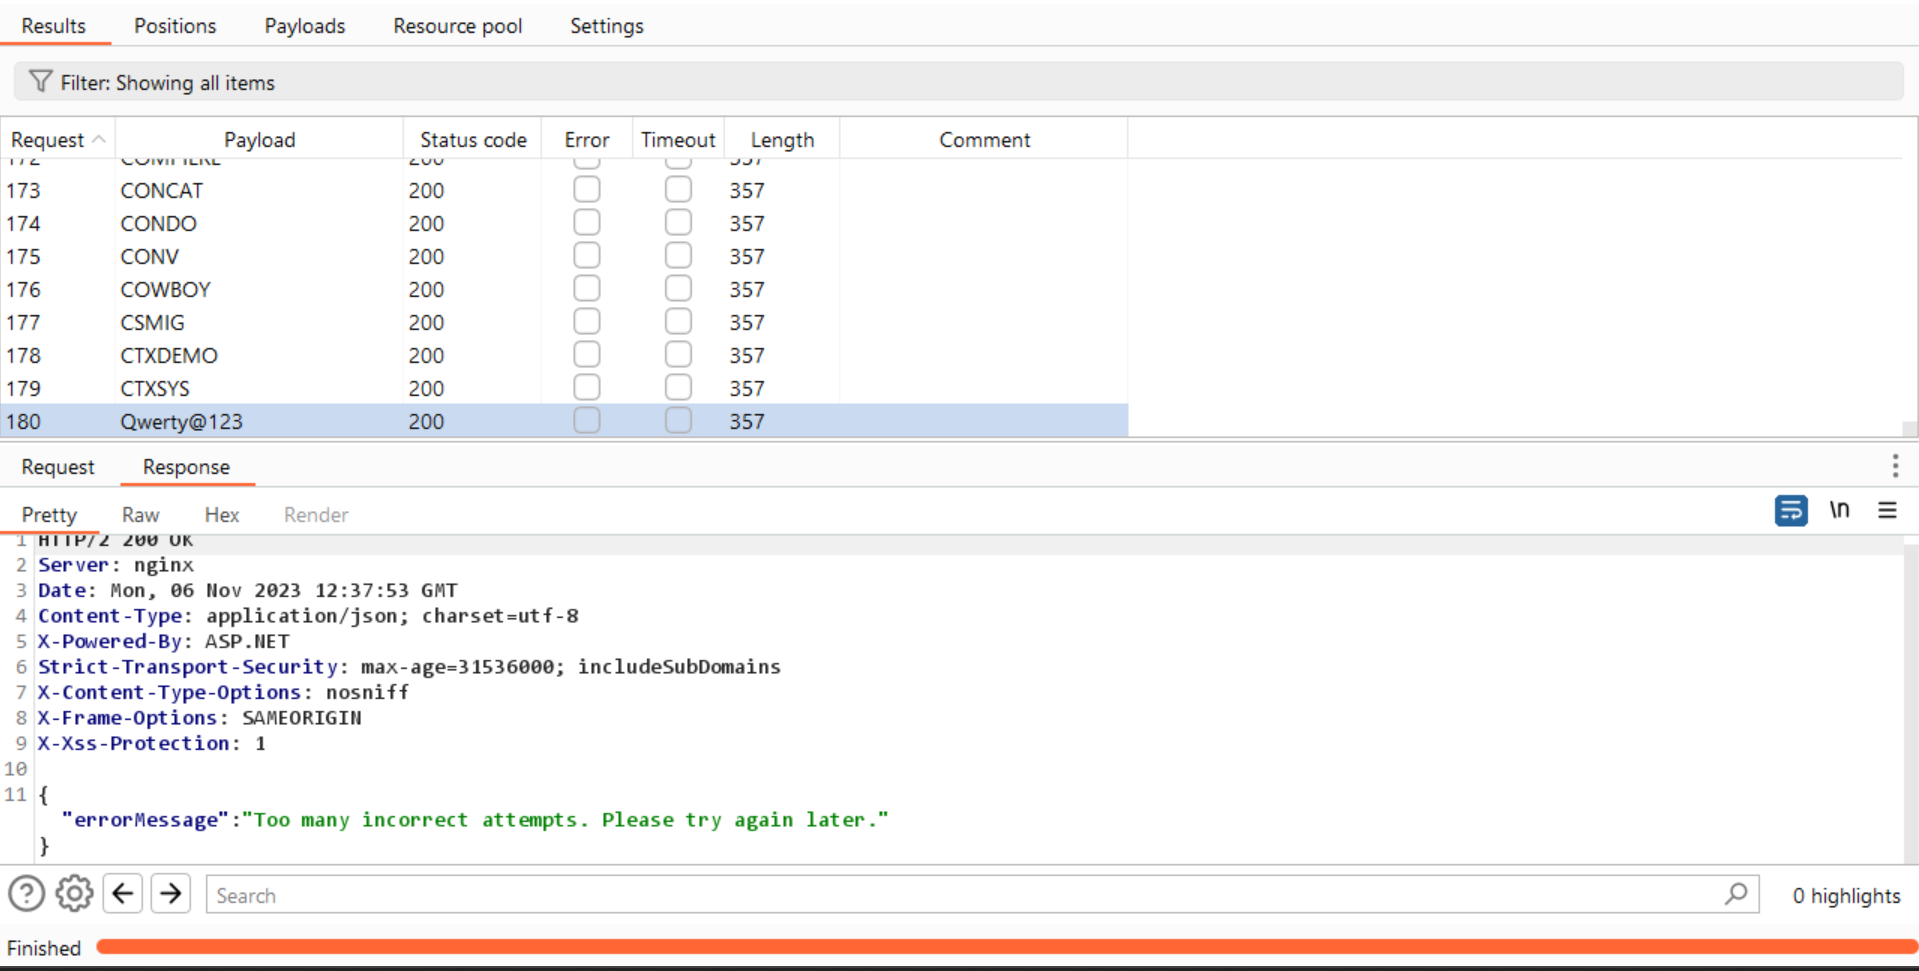 Results Positions Payloads Resource pool Settings
Filter: Showing all items
Request Payload Status code Error Timeout Length Comment
172 COMPIERE 200 357
173 CONCAT 200 357
174 CONDO 200 357
175 CONV 200 357
176 COWBOY 200 357
177 CSMIG 200 357
178 CTXDEMO 200 357
179 CTXSYS 200 357
180 Qwerty@123 200 357
Request Response
Pretty Raw Hex Render \n
1 HTTP/2 200 OK
2 Server: nginx
3 Date: Mon, 06 Nov 2023 12:37:53 GMT
4 Content-Type: application/json; charset=utf-8
5 X-Powered-By: ASP.NET
6 Strict-Transport-Security: max-age=31536000; includeSubDomains
7 X-Content-Type-Options: nosniff
8 X-Frame-Options: SAMEORIGIN
9 X-Xss-Protection: 1
10
11 {
"errorMessage":"Too many incorrect attempts. Please try again later."
}
? Search 0 highlights
Finished